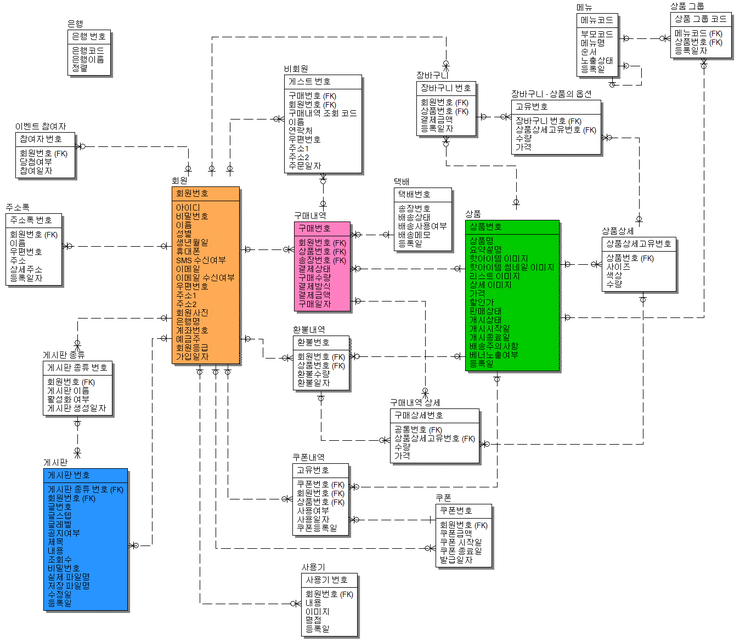 은행
은행 번호
은행코드
은행이름
정렬
메뉴
메뉴코드
부모코드
메뉴명
순서
노출상태
등록일
상품 그룹
상품 그룹 코드
메뉴코드 (FK)
상품번호 (FK)
등록일자
비회원
게스트 번호
구매번호 (FK)
회원번호 (FK)
구매내역 조회 코드
이름
연락처
우편번호
주소1
주소2
주문일자
장바구니
장바구니 번호
회원번호 (FK)
상품번호 (FK)
결제금액
등록일자
장바구니 - 상품의 옵션
고유번호
장바구니 번호 (FK)
상품상세고유번호 (FK)
수량
가격
이벤트 참여자
참여자 번호
회원번호 (FK)
당첨여부
참여일자
회원
회원번호
아이디
비밀번호
이름
성별
생년월일
휴대폰
SMS 수신여부
이메일
이메일 수신여부
우편번호
주소1
주소2
회원사진
은행명
계좌번호
예금주
회원등급
가입일자
택배
택배번호
송장번호
배송상태
배송사용여부
배송메모
등록일
주소록
주소록 번호
회원번호 (FK)
이름
우편번호
주소
상세주소
등록일자
구매내역
구매번호
회원번호 (FK)
상품번호 (FK)
송장번호 (FK)
결제상태
구매수량
결제방식
결제금액
구매일자
상품
상품번호
상품명
요약설명
핫아이템 이미지
핫아이템 썸네일 이미지
리스트 이미지
상세 이미지
가격
할인가
판매상태
개시상태
개시시작일
개시종료일
배송주의사항
베너노출여부
등록일
상품상세
상품상세고유번호
상품번호 (FK)
사이즈
색상
수량
환불내역
환불번호
회원번호 (FK)
상품번호 (FK)
환불수량
환불일자
게시판 종류
게시판 종류 번호
회원번호 (FK)
게시판 이름
활성화 여부
게시판 생성일자
구매내역 상세
구매상세번호
공통번호 (FK)
상품상세고유번호 (FK)
수량
가격
게시판
게시판 번호
게시판 종류 번호 (FK)
회원번호 (FK)
글번호
글스텝
글레벨
공지여부
제목
내용
조회수
비밀번호
실제 파일명
저장 파일명
수정일
등록일
쿠폰내역
고유번호
쿠폰번호 (FK)
회원번호 (FK)
상품번호 (FK)
사용여부
사용일자
쿠폰등록일
쿠폰
쿠폰번호
회원번호 (FK)
쿠폰금액
쿠폰 시작일
쿠폰 종료일
발급일자
사용기
사용기 번호
회원번호 (FK)
내용
이미지
평점
등록일